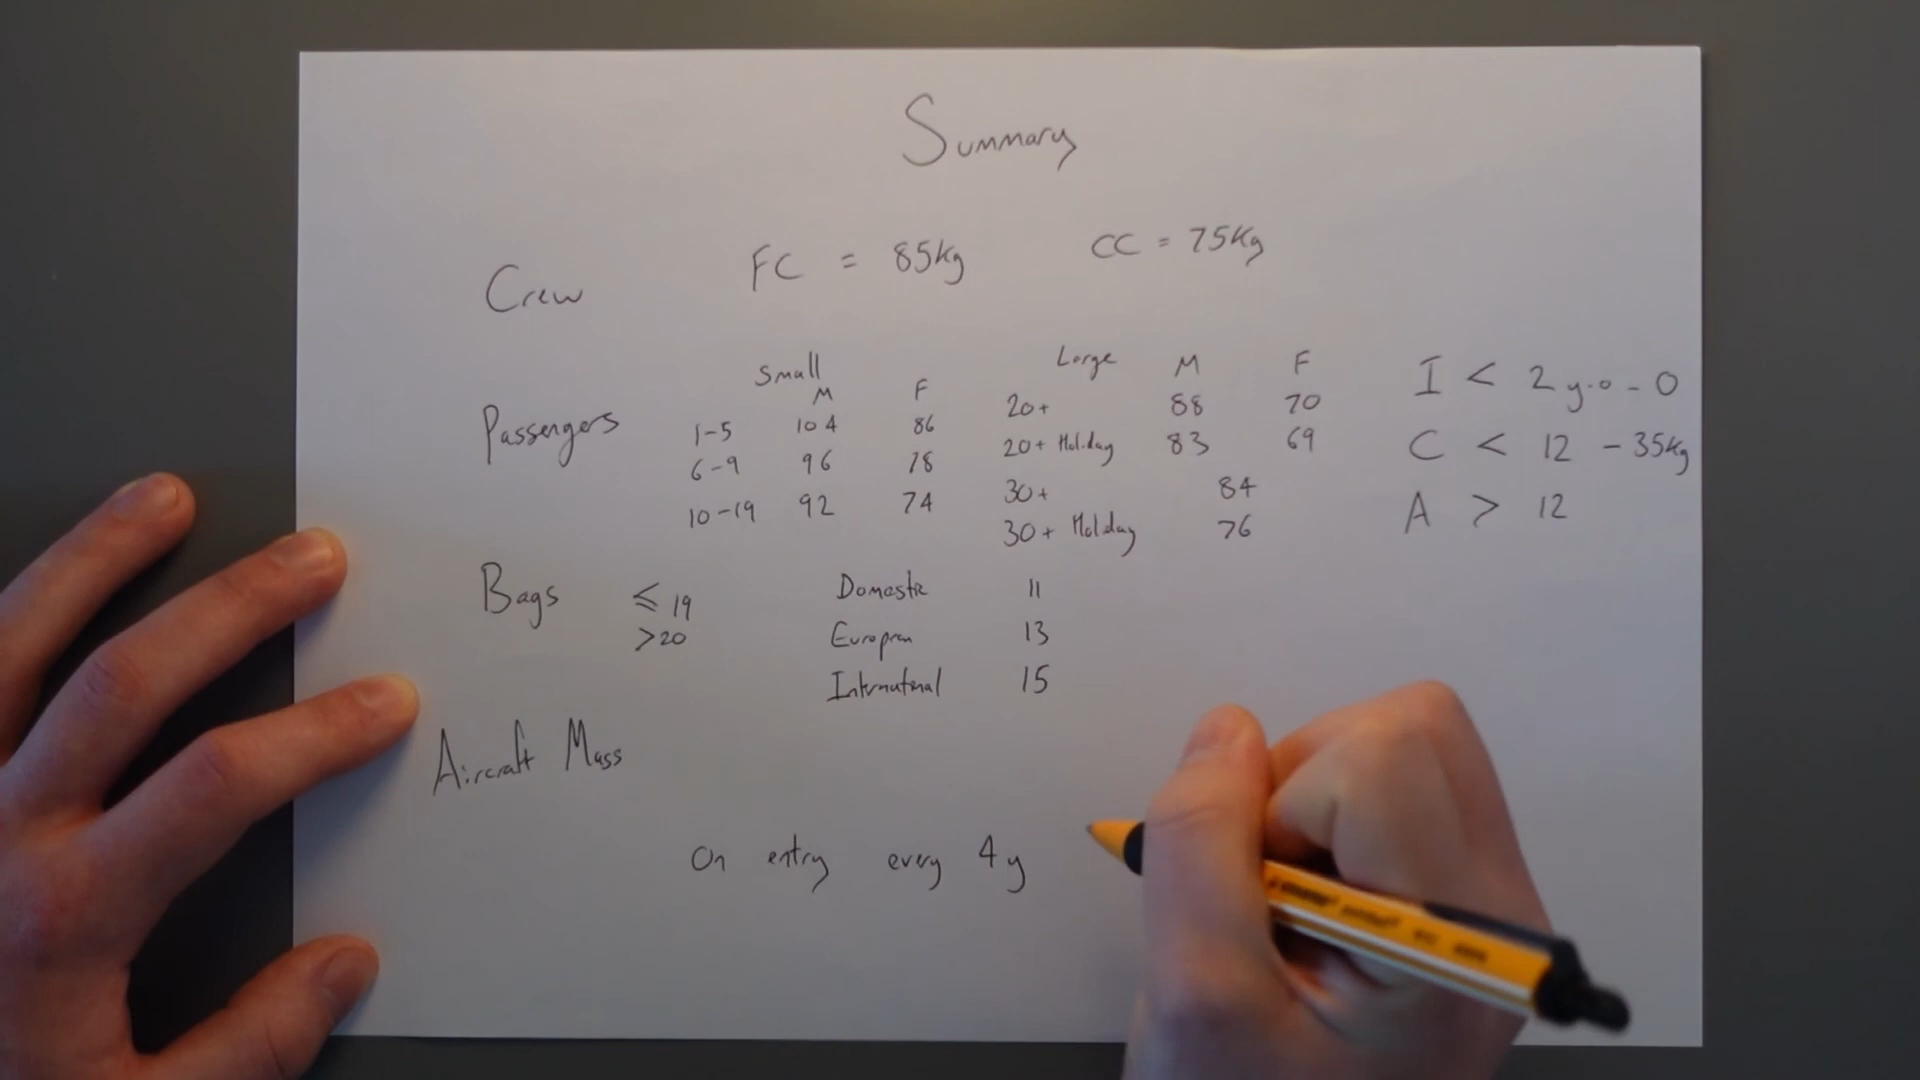 Summary
Crew FC = 85kg CC = 75kg
Small Large M F
M F
Passengers
1-5 104 86
6-9 96 78
10-19 92 74
20+ 88 70
20+ Holiday 83 69
30+ 84
30+ Holiday 76
I < 2 y.o - 0
C < 12 - 35kg
A > 12
Bags ≤ 19
>20
Domestic 11
European 13
International 15
Aircraft Mass
On entry every 4 y